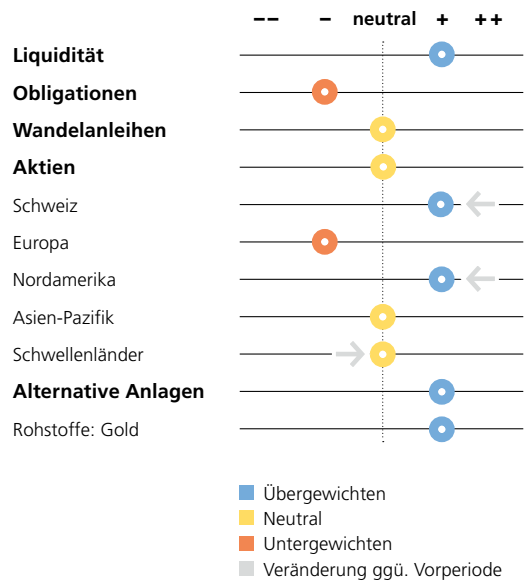 -- - neutral + ++
Liquidität
Obligationen
Wandelanleihen
Aktien
Schweiz
Europa
Nordamerika
Asien-Pazifik
Schwellenländer
Alternative Anlagen
Rohstoffe: Gold
Übergewichten
Neutral
Untergewichten
Veränderung ggü. Vorperiode